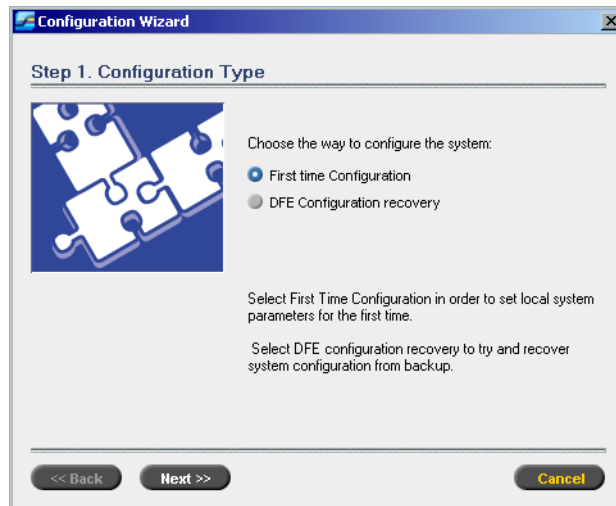 Configuration Wizard
Step 1. Configuration Type
Choose the way to configure the system:
First time Configuration
DFE Configuration recovery
Select First Time Configuration in order to set local system
parameters for the first time.
Select DFE configuration recovery to try and recover
system configuration from backup.
<< Back
Next >>
Cancel